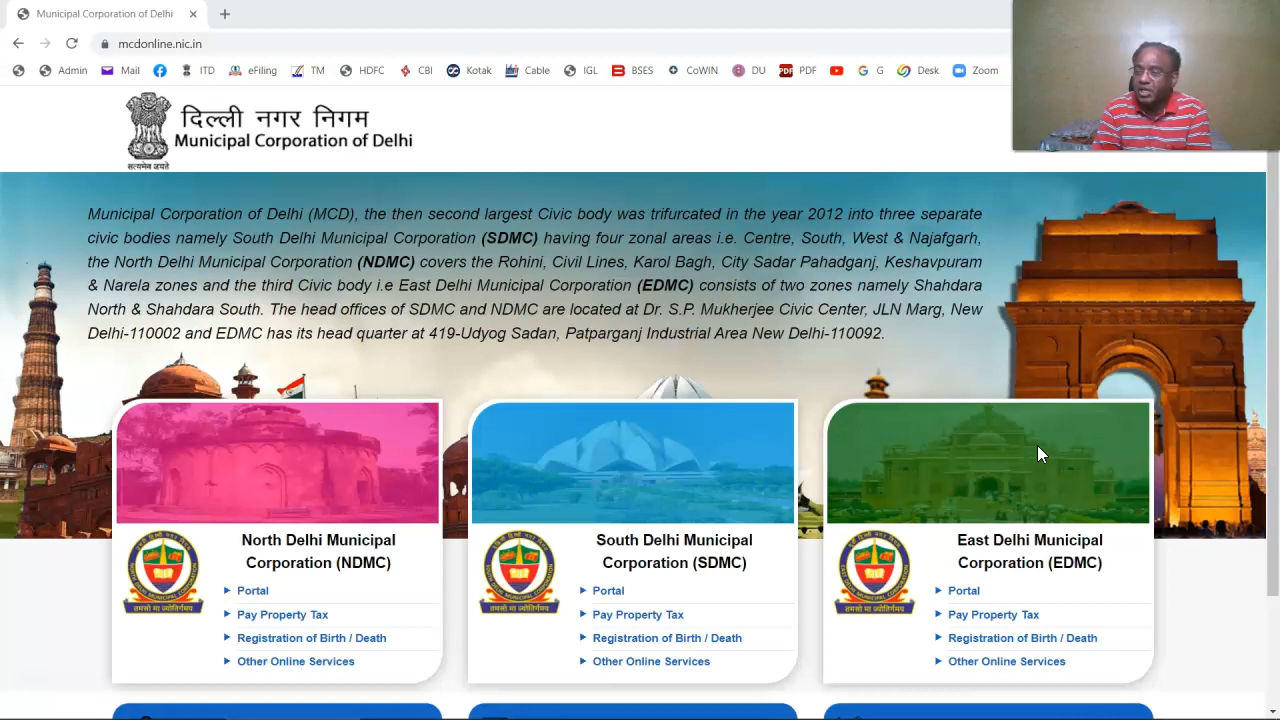 Municipal Corporation of Delhi
mcdonline.nic.in
Admin Mail ITD eFiling TM HDFC CBI Kotak Cable IGL BSES CoWIN DU PDF PDF G Desk Zoom
दिल्ली नगर निगम
Municipal Corporation of Delhi
सत्यमेव जयते
Municipal Corporation of Delhi (MCD), the then second largest Civic body was trifurcated in the year 2012 into three separate
civic bodies namely South Delhi Municipal Corporation (SDMC) having four zonal areas i.e. Centre, South, West & Najafgarh,
the North Delhi Municipal Corporation (NDMC) covers the Rohini, Civil Lines, Karol Bagh, City Sadar Pahadganj, Keshavpuram
& Narela zones and the third Civic body i.e East Delhi Municipal Corporation (EDMC) consists of two zones namely Shahdara
North & Shahdara South. The head offices of SDMC and NDMC are located at Dr. S.P. Mukherjee Civic Center, JLN Marg, New
Delhi-110002 and EDMC has its head quarter at 419-Udyog Sadan, Patparganj Industrial Area New Delhi-110092.
North Delhi Municipal
Corporation (NDMC)
Portal
Pay Property Tax
Registration of Birth / Death
Other Online Services
तमसो मा ज्योतिर्गमय
South Delhi Municipal
Corporation (SDMC)
Portal
Pay Property Tax
Registration of Birth / Death
Other Online Services
तमसो मा ज्योतिर्गमय
East Delhi Municipal
Corporation (EDMC)
Portal
Pay Property Tax
Registration of Birth / Death
Other Online Services
तमसो मा ज्योतिर्गमय